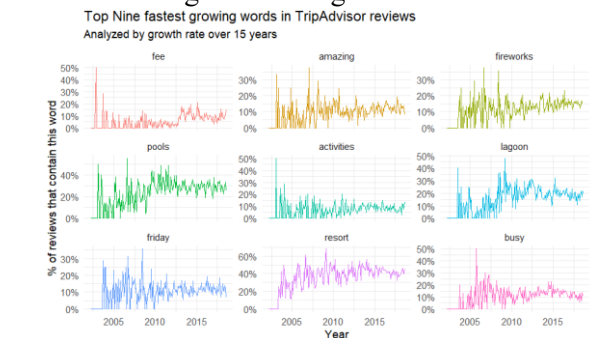 Top Nine fastest growing words in TripAdvisor reviews
Analyzed by growth rate over 15 years
% of reviews that contain this word
fee
50%
40%
30%
20%
10%
0%
amazing
30%
20%
10%
0%
fireworks
30%
20%
10%
0%
pools
40%
20%
0%
activities
50%
40%
30%
20%
10%
0%
lagoon
50%
40%
30%
20%
10%
0%
friday
30%
20%
10%
0%
resort
60%
40%
20%
0%
busy
50%
40%
30%
20%
10%
0%
2005 2010 2015
2005 2010 2015
2005 2010 2015
Year